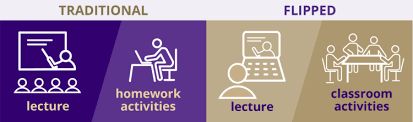 TRADITIONAL
FLIPPED
lecture
homework
activities
lecture
classroom
activities